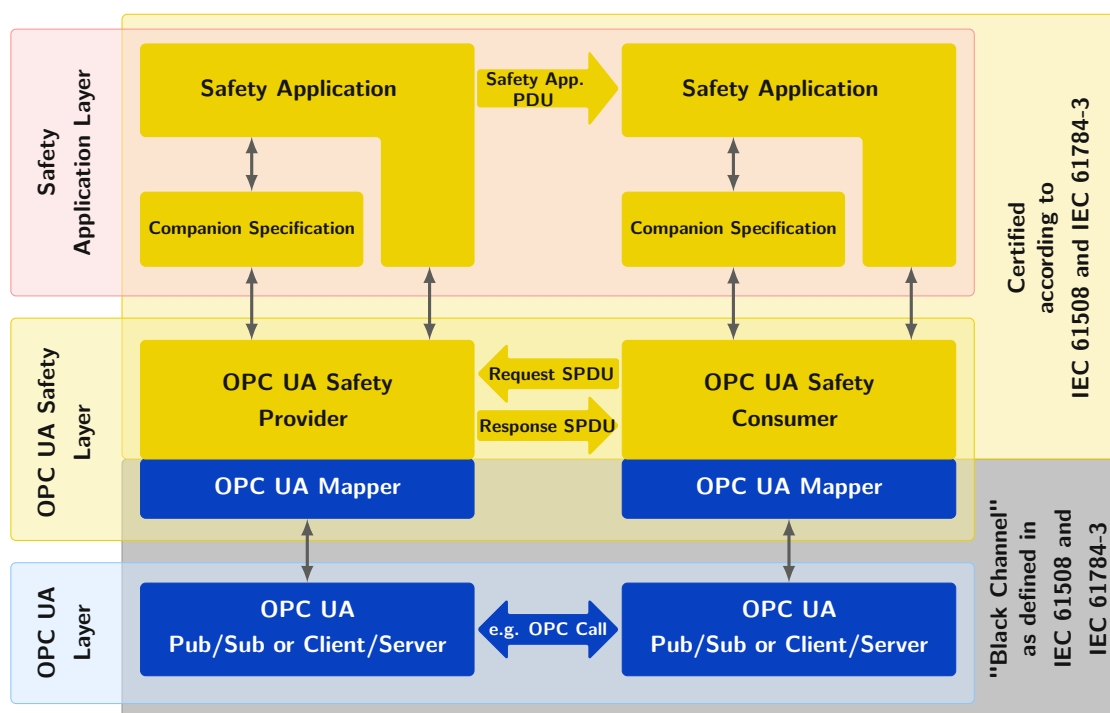 Safety
Application Layer
Safety Application
Safety App.
PDU
Safety Application
Companion Specification
Companion Specification
Certified
according to
IEC 61508 and IEC 61784-3
OPC UA Safety
Layer
OPC UA Safety
Provider
Request SPDU
Response SPDU
OPC UA Safety
Consumer
OPC UA Mapper
OPC UA Mapper
"Black Channel"
as defined in
IEC 61508 and
IEC 61784-3
OPC UA
Layer
OPC UA
Pub/Sub or Client/Server
e.g. OPC Call
OPC UA
Pub/Sub or Client/Server